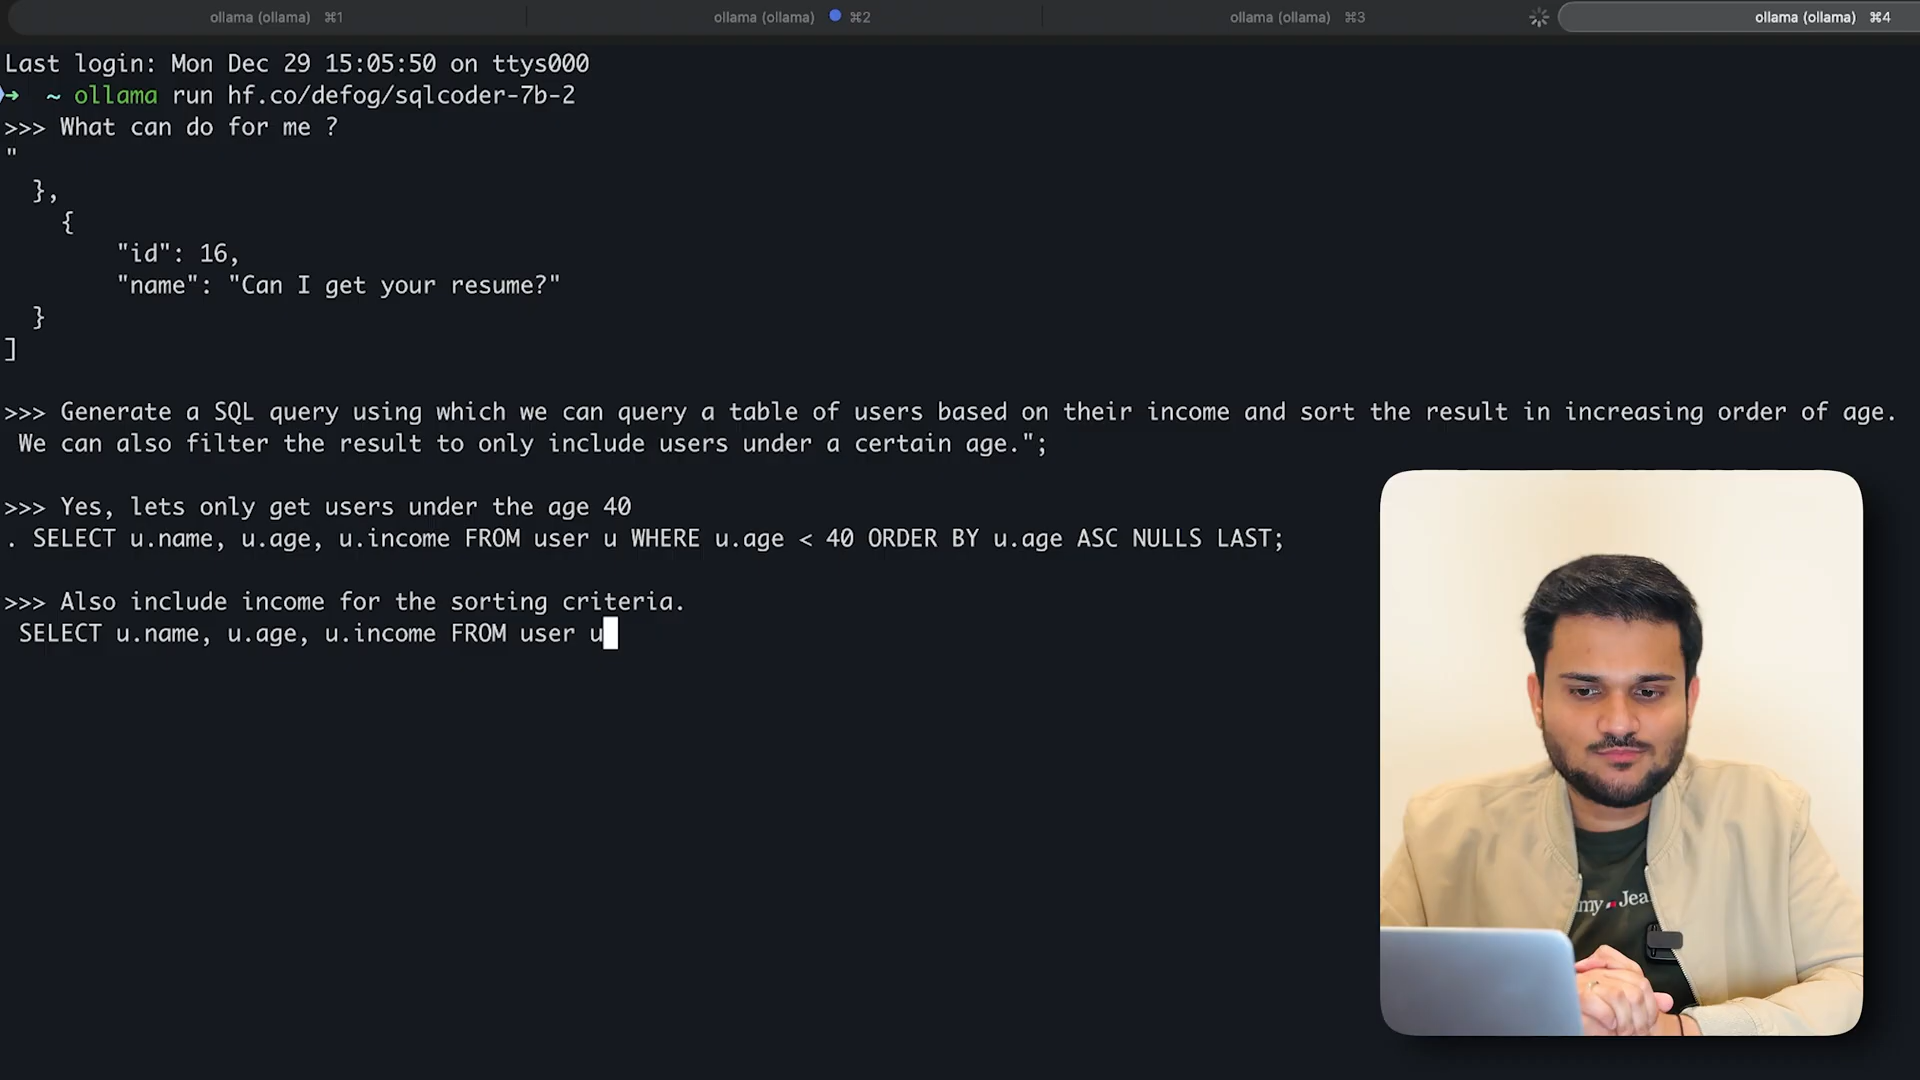 ollama (ollama) ⌘1 ollama (ollama) ⌘2 ollama (ollama) ⌘3 ollama (ollama) ⌘4
Last login: Mon Dec 29 15:05:50 on ttys000
➜ ~ ollama run hf.co/defog/sqlcoder-7b-2
>>> What can do for me ?
"
},
{
"id": 16,
"name": "Can I get your resume?"
}
]
>>> Generate a SQL query using which we can query a table of users based on their income and sort the result in increasing order of age.
We can also filter the result to only include users under a certain age.";
>>> Yes, lets only get users under the age 40
. SELECT u.name, u.age, u.income FROM user u WHERE u.age < 40 ORDER BY u.age ASC NULLS LAST;
>>> Also include income for the sorting criteria.
SELECT u.name, u.age, u.income FROM user u